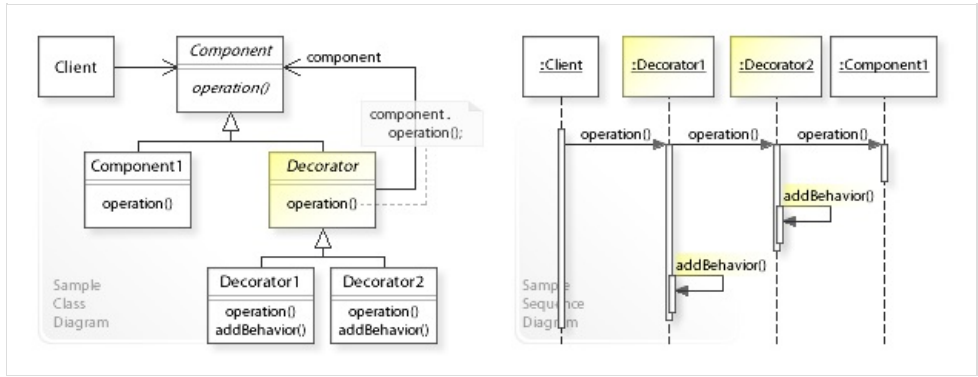 Client
Component
operation()
component
component.
operation();
Component1
operation()
Decorator
operation()
Decorator1
operation()
addBehavior()
Decorator2
operation()
addBehavior()
Sample
Class
Diagram
:Client
:Decorator1
:Decorator2
:Component1
operation()
operation()
operation()
addBehavior()
addBehavior()
Sample
Sequence
Diagram